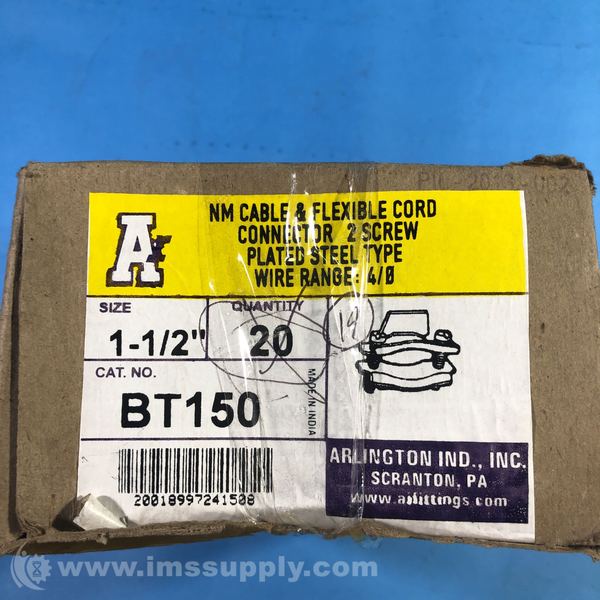 NM CABLE & FLEXIBLE CORD
CONNECTOR 2 SCREW
PLATED STEEL TYPE
WIRE RANGE: 4/0
A
SIZE
1-1/2"
QUANTITY
20
19
CAT. NO.
BT150
MADE IN INDIA
20018997241508
ARLINGTON IND., INC.
SCRANTON, PA
www.aifittings.com
www.imssupply.com